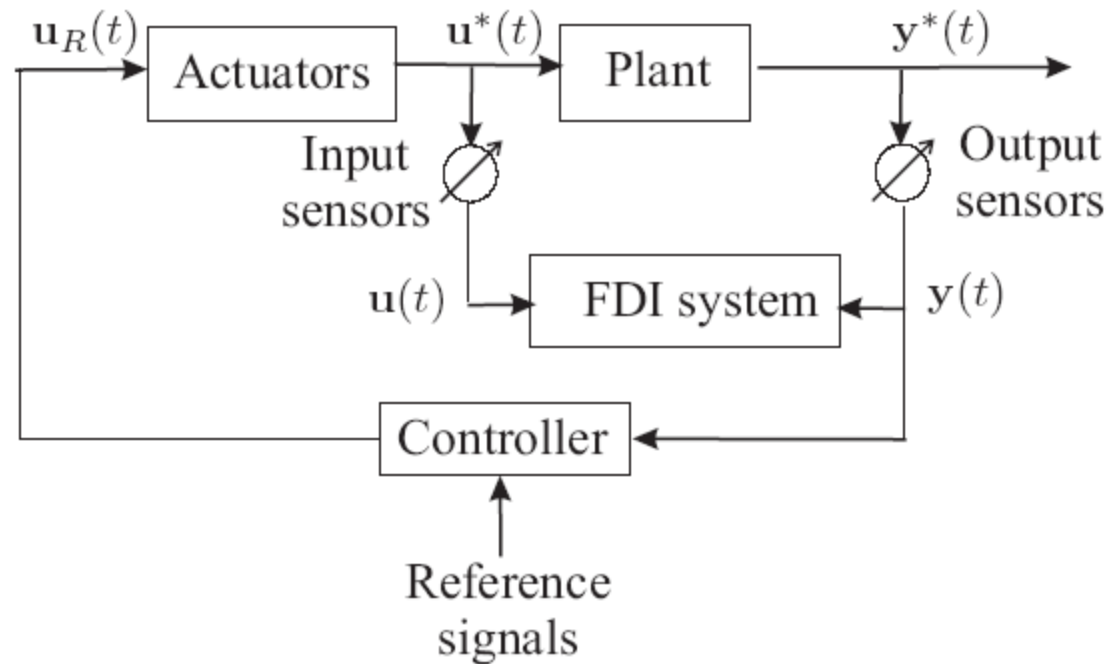 u_R(t)
Actuators
u*(t)
Plant
y*(t)
Input
sensors
Output
sensors
u(t)
FDI system
y(t)
Controller
Reference
signals